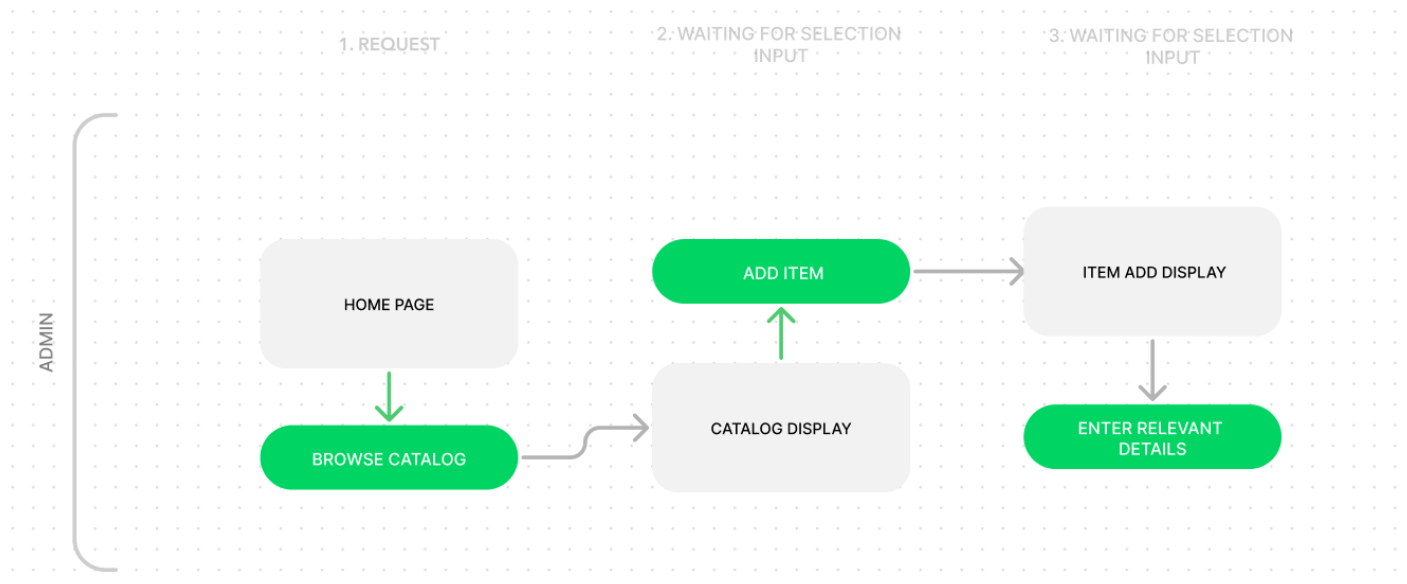 1. REQUEST
2. WAITING FOR SELECTION
INPUT
3. WAITING FOR SELECTION
INPUT
ADMIN
HOME PAGE
BROWSE CATALOG
ADD ITEM
CATALOG DISPLAY
ITEM ADD DISPLAY
ENTER RELEVANT
DETAILS